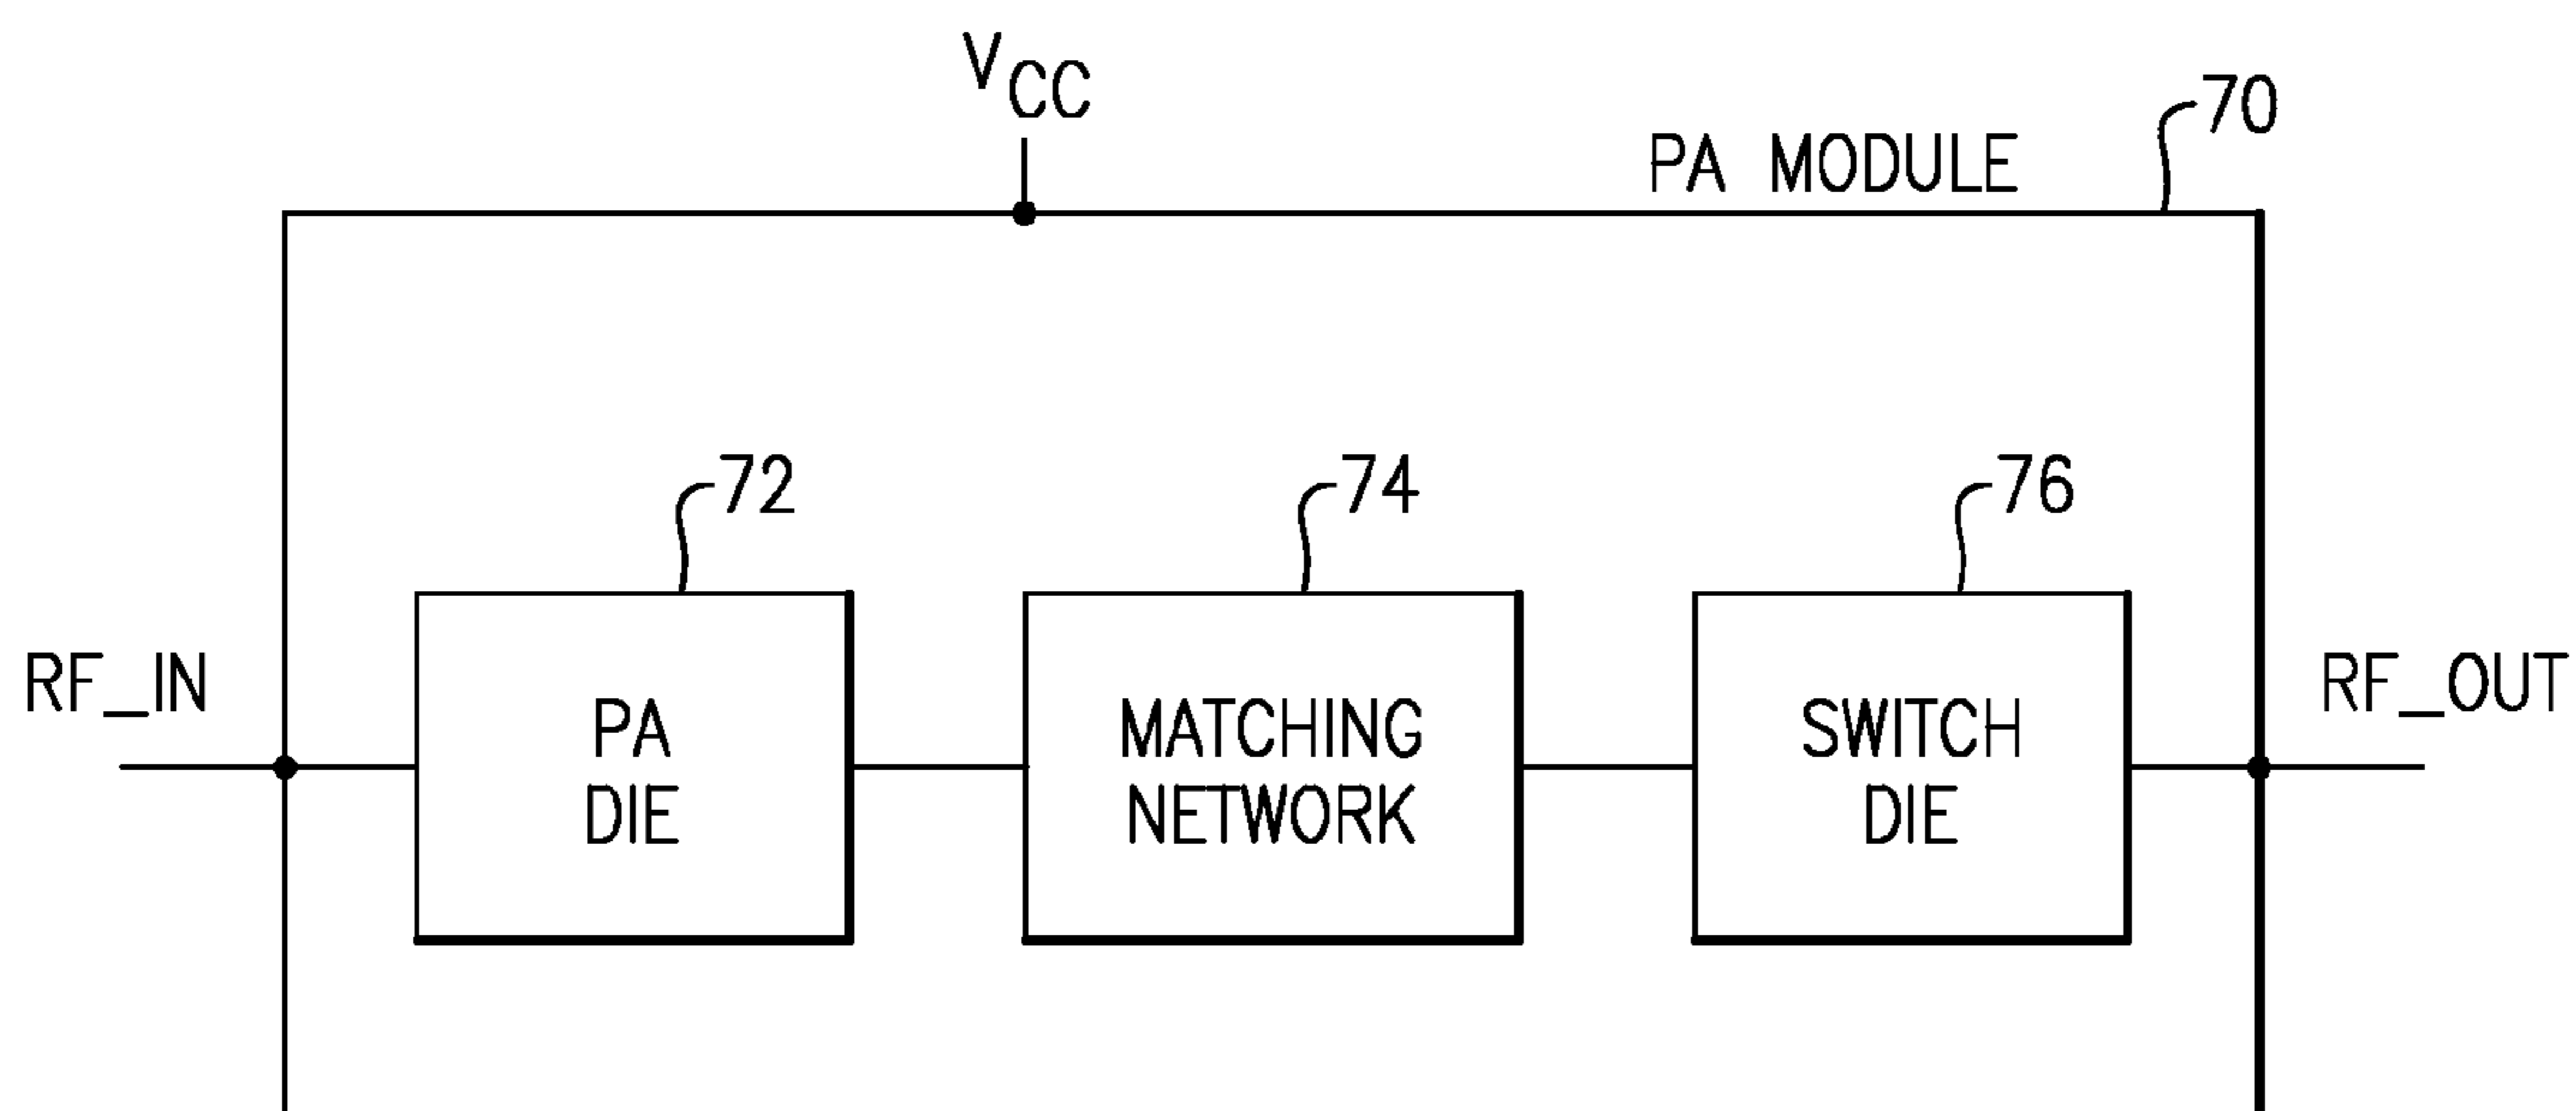 VCC
PA MODULE
70
72
74
76
RF_IN
PA
DIE
MATCHING
NETWORK
SWITCH
DIE
RF_OUT